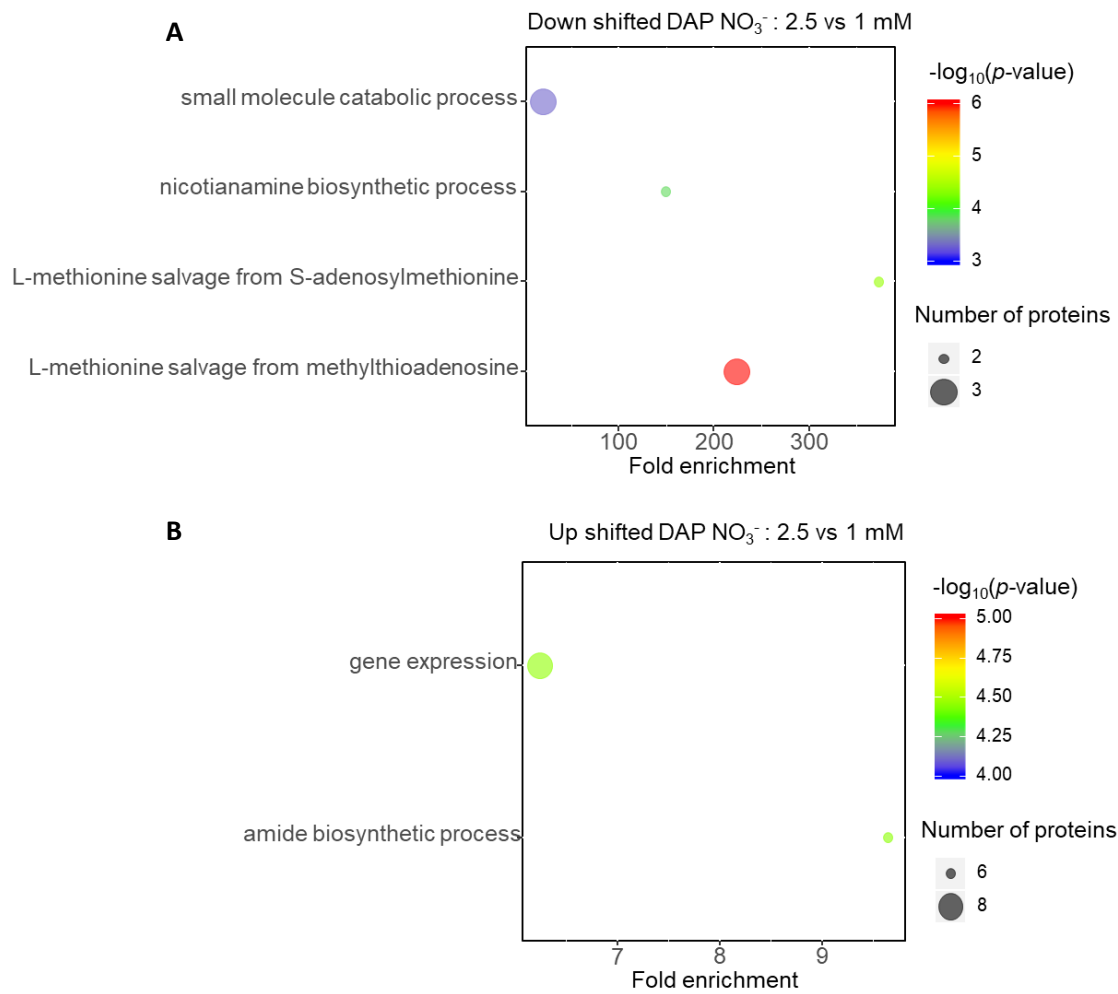 A
Down shifted DAP NO₃⁻ : 2.5 vs 1 mM
small molecule catabolic process
nicotianamine biosynthetic process
L-methionine salvage from S-adenosylmethionine
L-methionine salvage from methylthioadenosine
100
200
300
Fold enrichment
-log₁₀(p-value)
6
5
4
3
Number of proteins
2
3
B
Up shifted DAP NO₃⁻ : 2.5 vs 1 mM
gene expression
amide biosynthetic process
7
8
9
Fold enrichment
-log₁₀(p-value)
5.00
4.75
4.50
4.25
4.00
Number of proteins
6
8